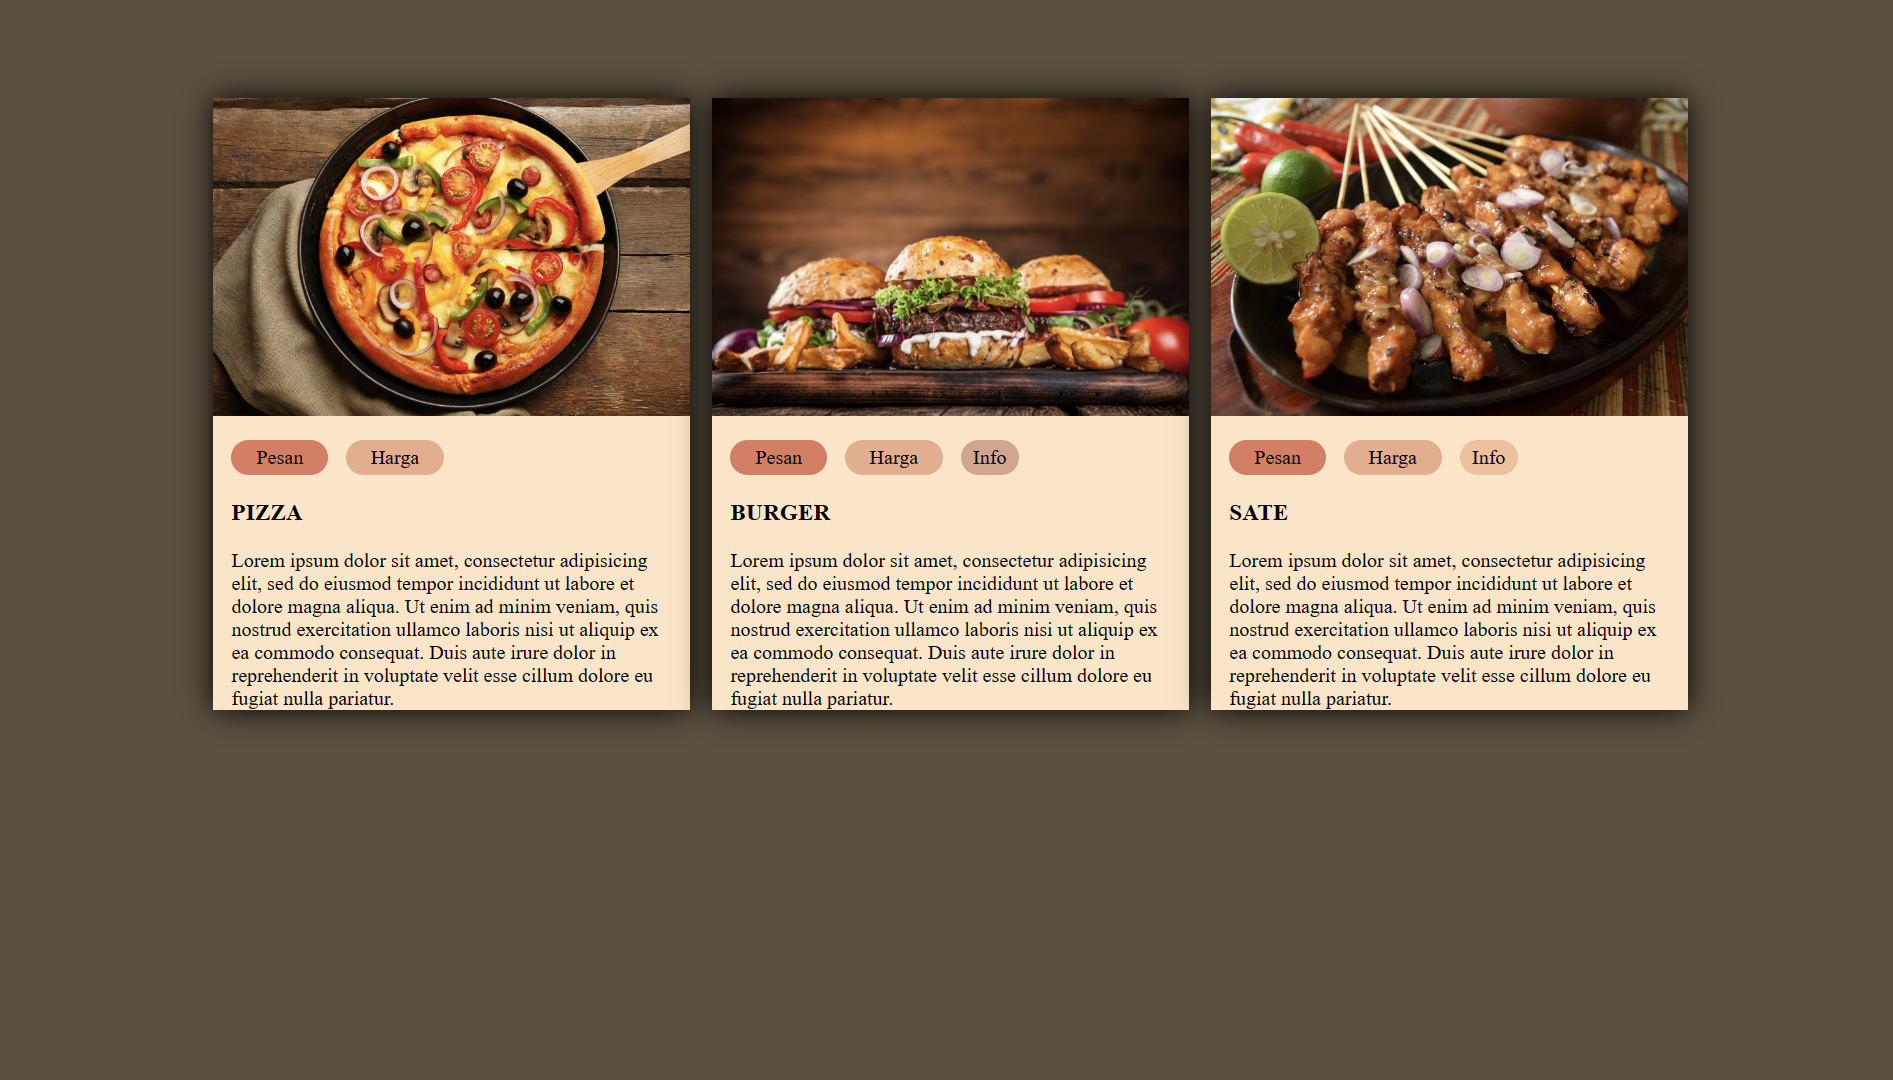 Pesan Harga
PIZZA
Lorem ipsum dolor sit amet, consectetur adipisicing
elit, sed do eiusmod tempor incididunt ut labore et
dolore magna aliqua. Ut enim ad minim veniam, quis
nostrud exercitation ullamco laboris nisi ut aliquip ex
ea commodo consequat. Duis aute irure dolor in
reprehenderit in voluptate velit esse cillum dolore eu
fugiat nulla pariatur.
Pesan Harga Info
BURGER
Lorem ipsum dolor sit amet, consectetur adipisicing
elit, sed do eiusmod tempor incididunt ut labore et
dolore magna aliqua. Ut enim ad minim veniam, quis
nostrud exercitation ullamco laboris nisi ut aliquip ex
ea commodo consequat. Duis aute irure dolor in
reprehenderit in voluptate velit esse cillum dolore eu
fugiat nulla pariatur.
Pesan Harga Info
SATE
Lorem ipsum dolor sit amet, consectetur adipisicing
elit, sed do eiusmod tempor incididunt ut labore et
dolore magna aliqua. Ut enim ad minim veniam, quis
nostrud exercitation ullamco laboris nisi ut aliquip ex
ea commodo consequat. Duis aute irure dolor in
reprehenderit in voluptate velit esse cillum dolore eu
fugiat nulla pariatur.